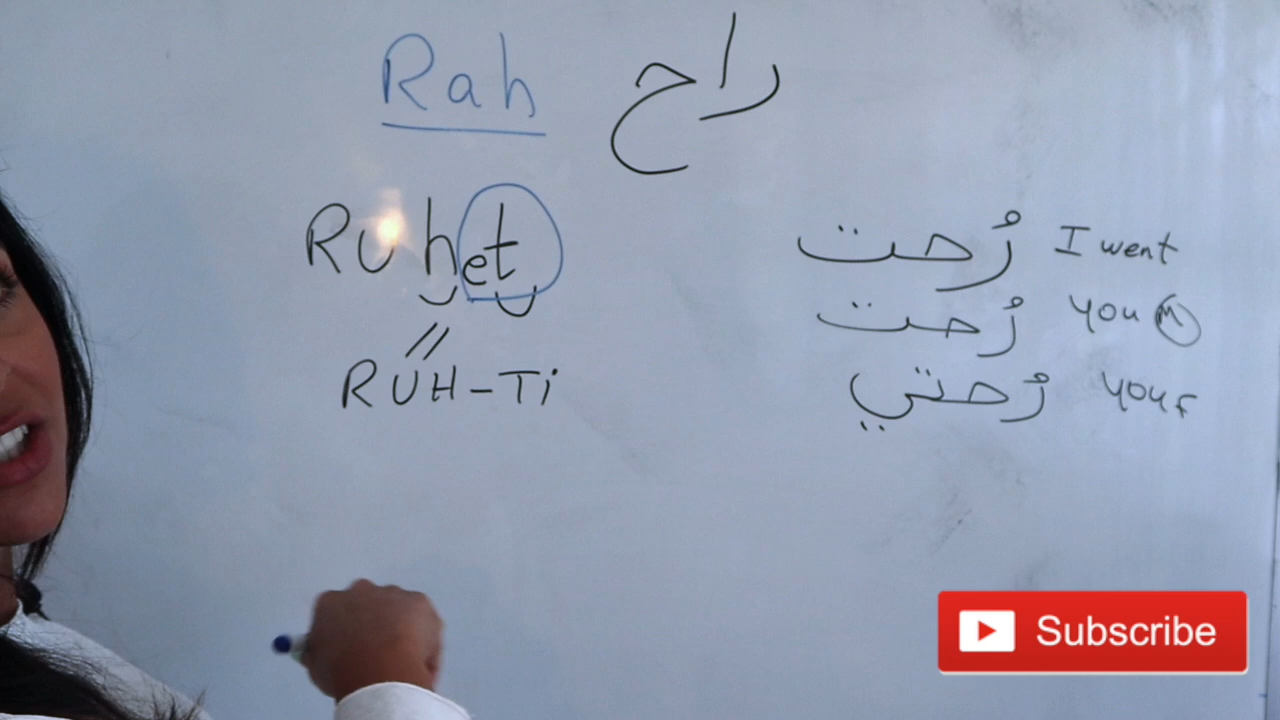 Rah راح
Ruhet
RUH-Ti
رُحت I went
رُحت you M
رُحتي you f
Subscribe